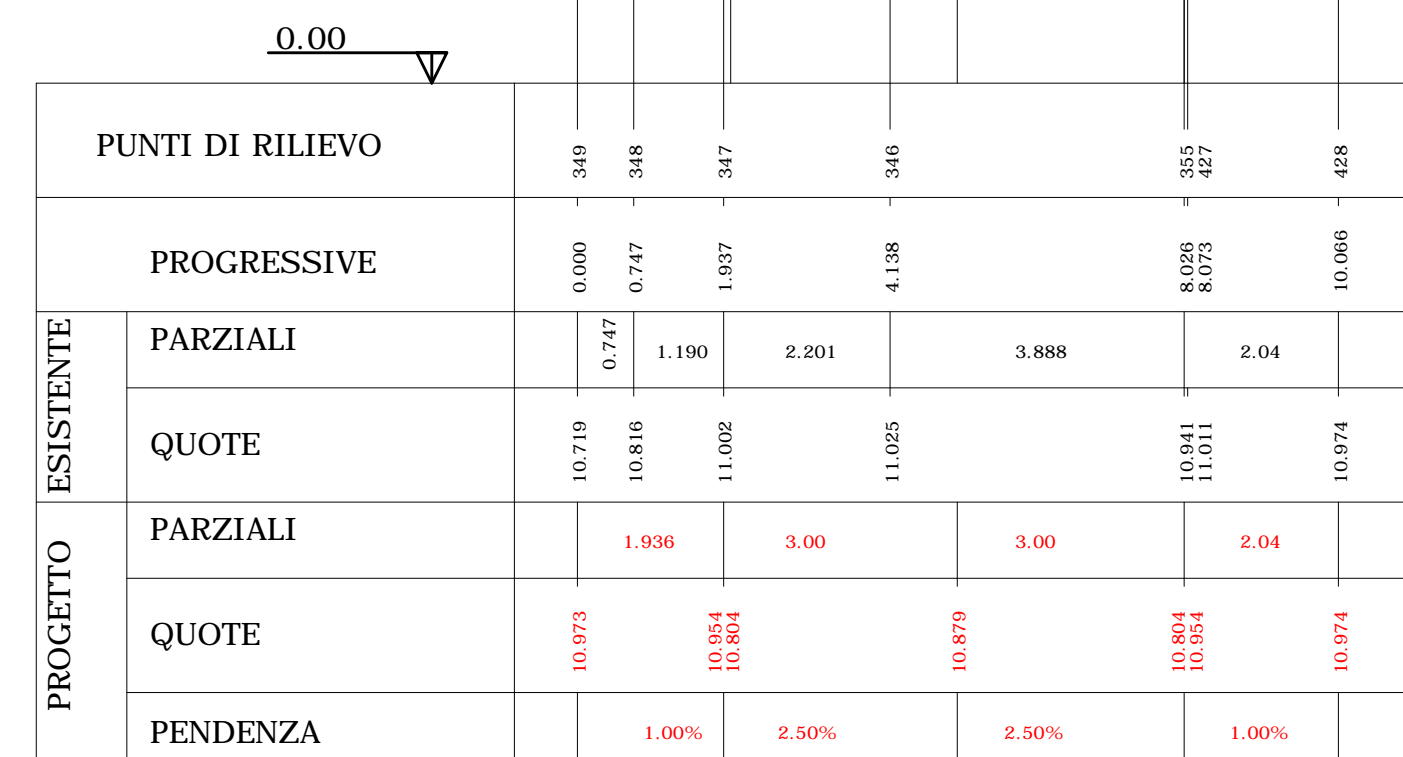 0.00
PUNTI DI RILIEVO 349 348 347 346 355 427 428
PROGRESSIVE 0.000 0.747 1.937 4.138 8.026 8.073 10.066
ESISTENTE
PARZIALI 0.747 1.190 2.201 3.888 2.04
QUOTE 10.719 10.816 11.002 11.025 10.941 11.011 10.974
PROGETTO
PARZIALI 1.936 3.00 3.00 2.04
QUOTE 10.973 10.954 10.804 10.879 10.804 10.954 10.974
PENDENZA 1.00% 2.50% 2.50% 1.00%